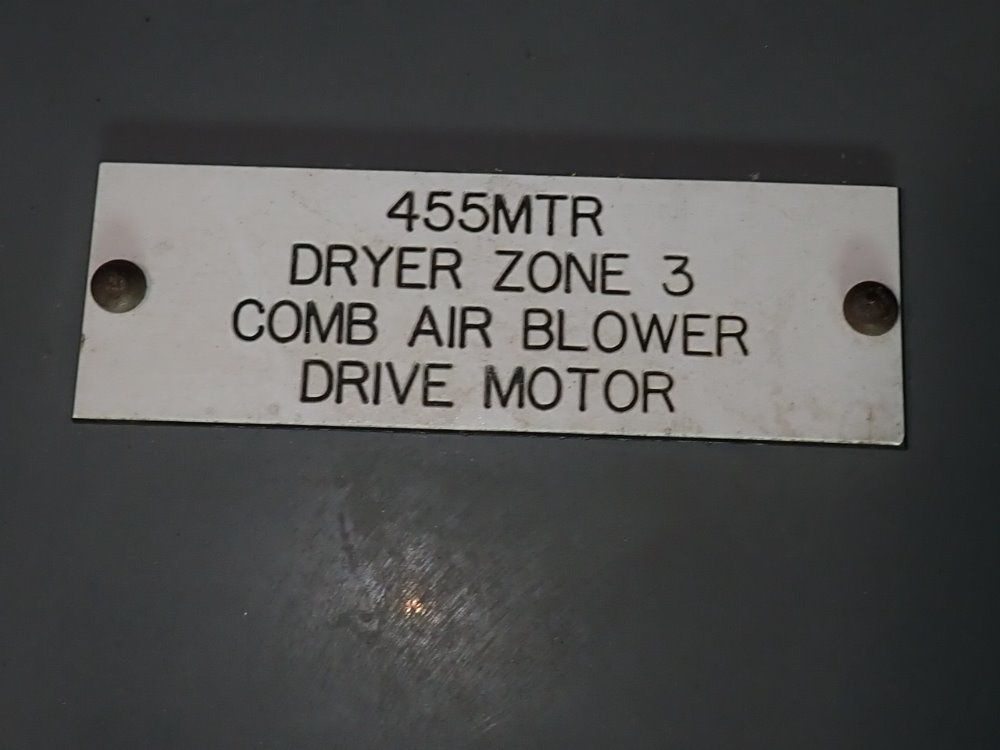 455MTR
DRYER ZONE 3
COMB AIR BLOWER
DRIVE MOTOR